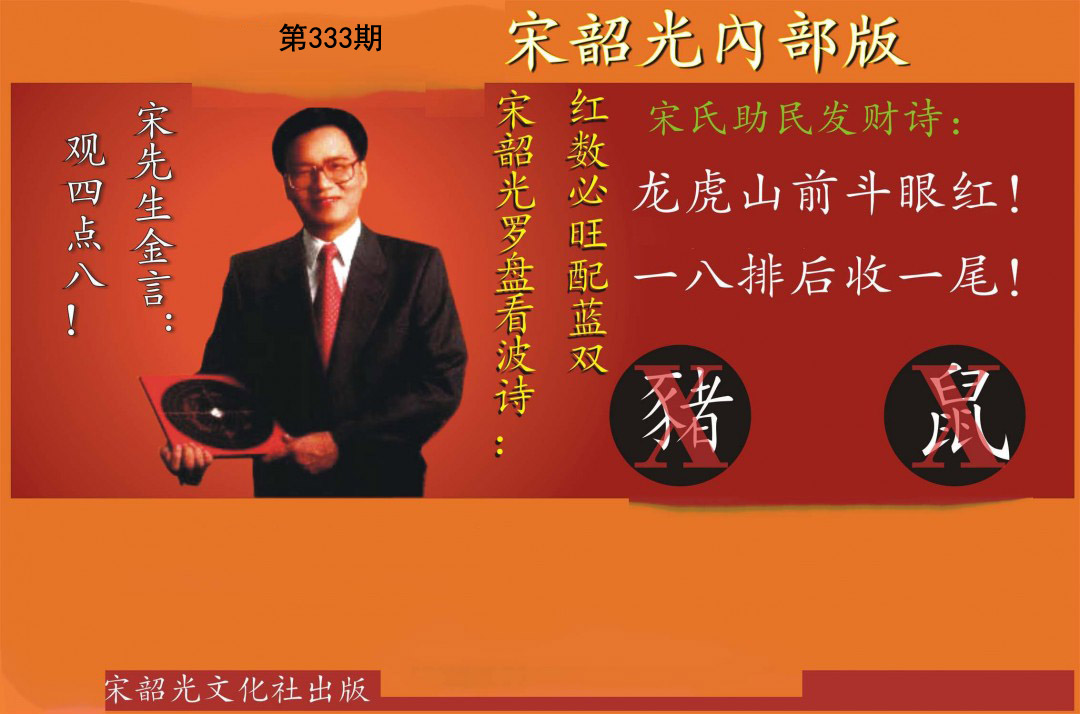 第333期
宋韶光內部版
宋先生金言：
观四点八！
宋韶光罗盘看波诗：
红数必旺配蓝双
宋氏助民发财诗：
龙虎山前斗眼红！
一八排后收一尾！
豬
X
鼠
X
宋韶光文化社出版